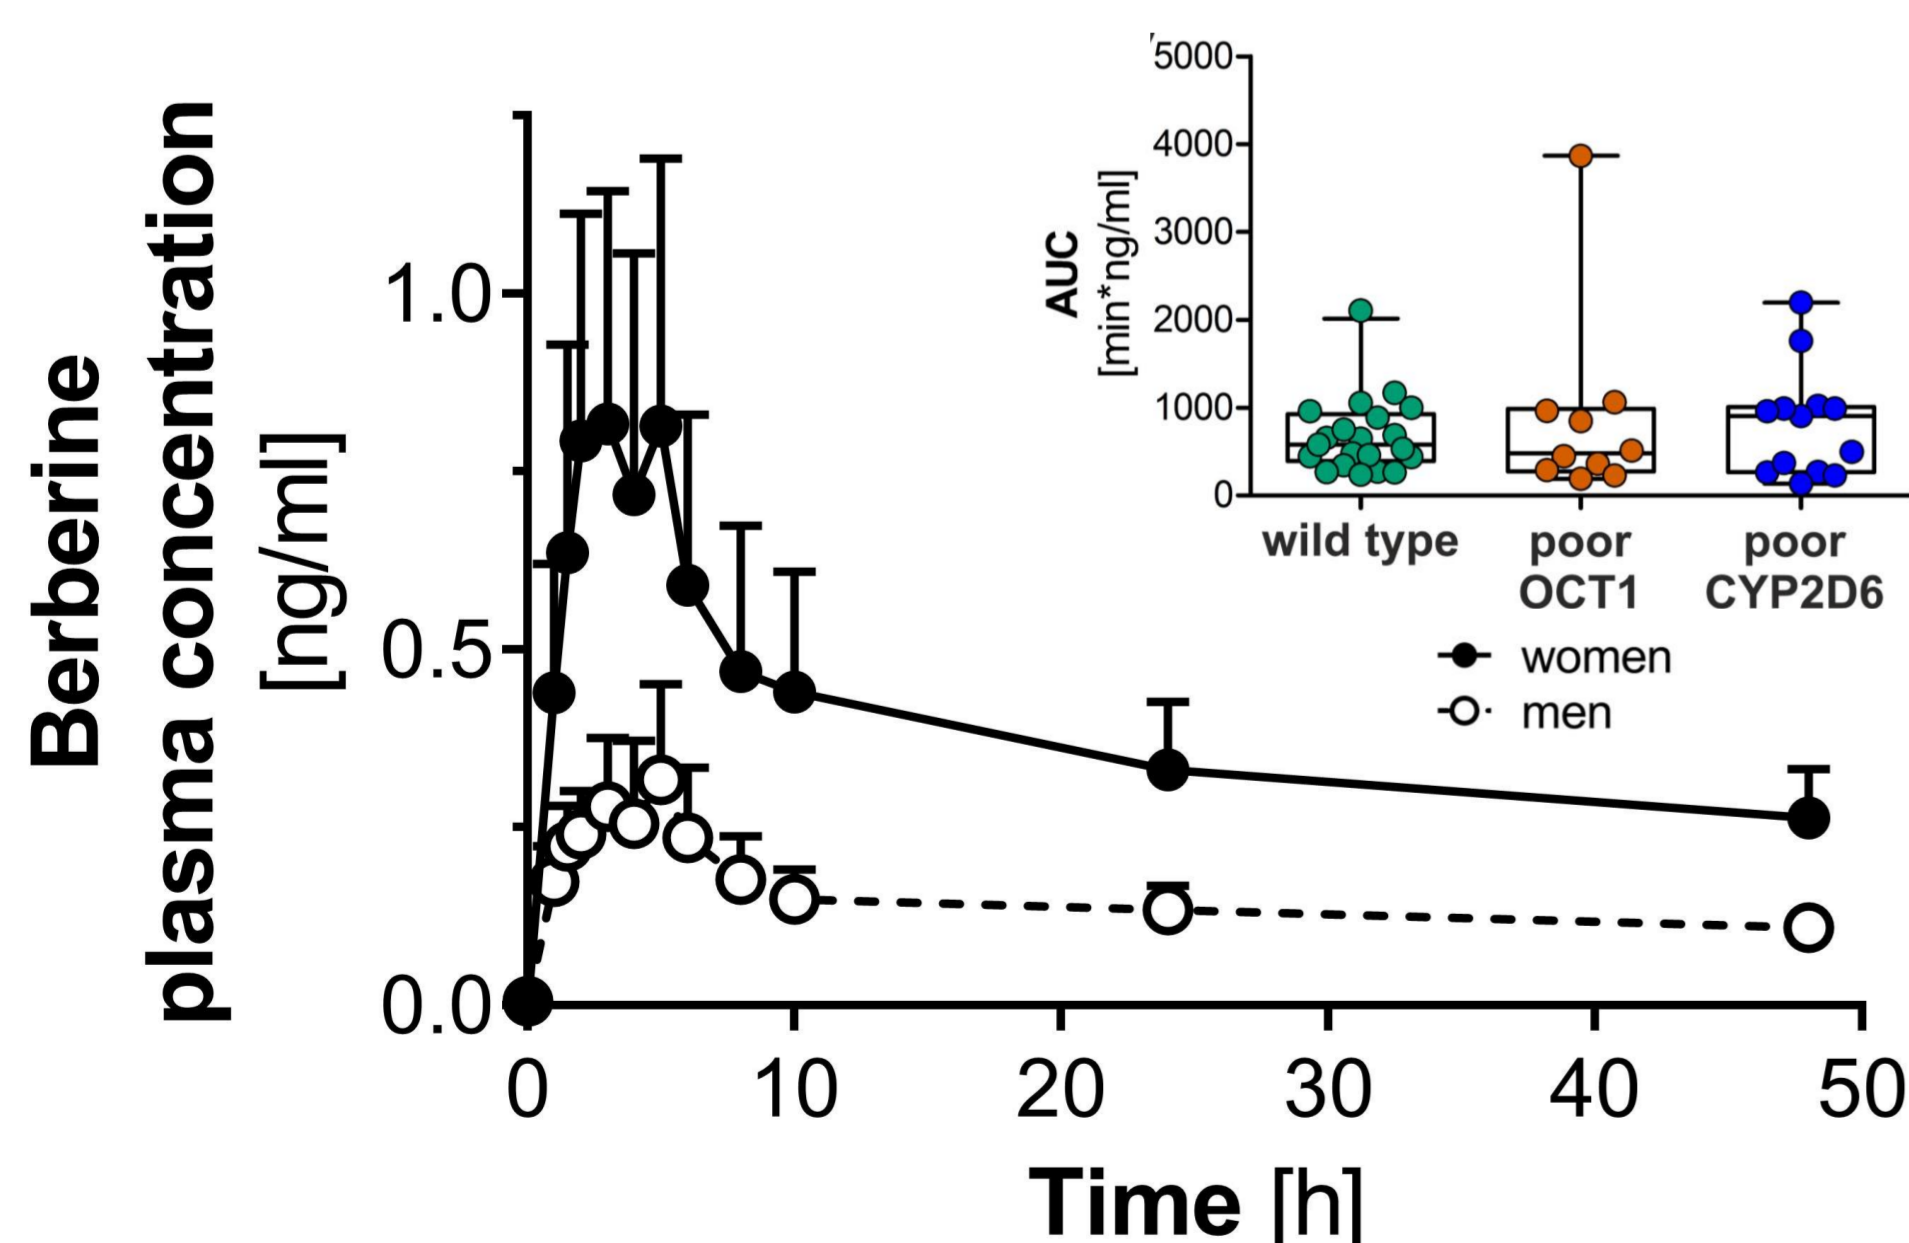 Berberine
plasma concentration
[ng/ml]
1.0
0.5
0.0
0
10
20
30
40
50
Time [h]
AUC
[min*ng/ml]
5000
4000
3000
2000
1000
0
wild type
poor
OCT1
poor
CYP2D6
women
men